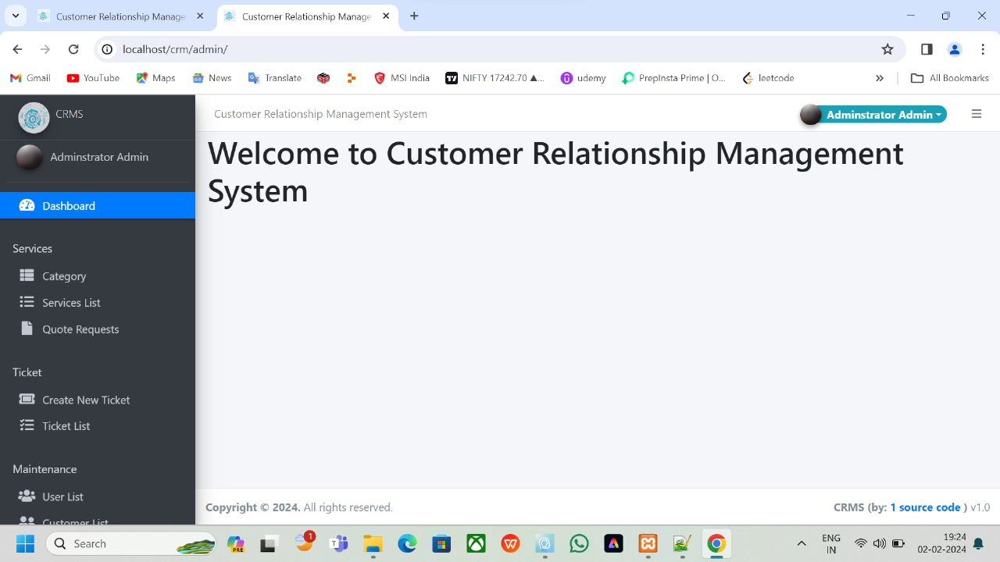 Customer Relationship Manage
Customer Relationship Manage
localhost/crm/admin/
Gmail
YouTube
Maps
News
Translate
MSI India
NIFTY 17242.70 ▲...
udemy
PrepInsta Prime | O...
leetcode
»
All Bookmarks
CRMS
Customer Relationship Management System
Adminstrator Admin
Adminstrator Admin
Welcome to Customer Relationship Management
System
Dashboard
Services
Category
Services List
Quote Requests
Ticket
Create New Ticket
Ticket List
Maintenance
User List
Customer List
Copyright © 2024. All rights reserved.
CRMS (by: 1 source code ) v1.0
Search
PRE
1
ENG
IN
19:24
02-02-2024